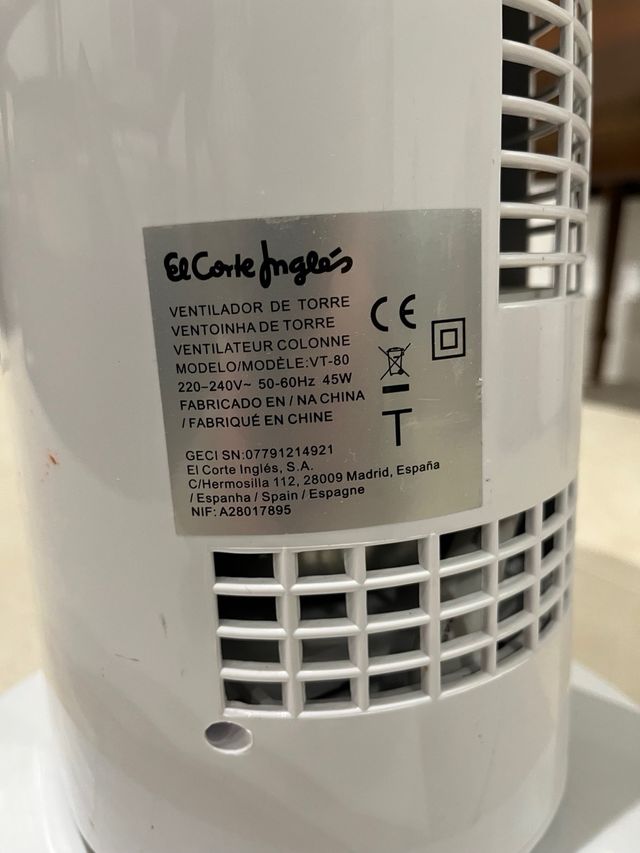 El Corte Inglés
VENTILADOR DE TORRE
VENTOINHA DE TORRE
VENTILATEUR COLONNE
MODELO/MODÈLE:VT-80
220-240V~ 50-60Hz 45W
FABRICADO EN / NA CHINA
/ FABRIQUÉ EN CHINE
CE
T
GECI SN:07791214921
El Corte Inglés, S.A.
C/Hermosilla 112, 28009 Madrid, España
/ Espanha / Spain / Espagne
NIF: A28017895